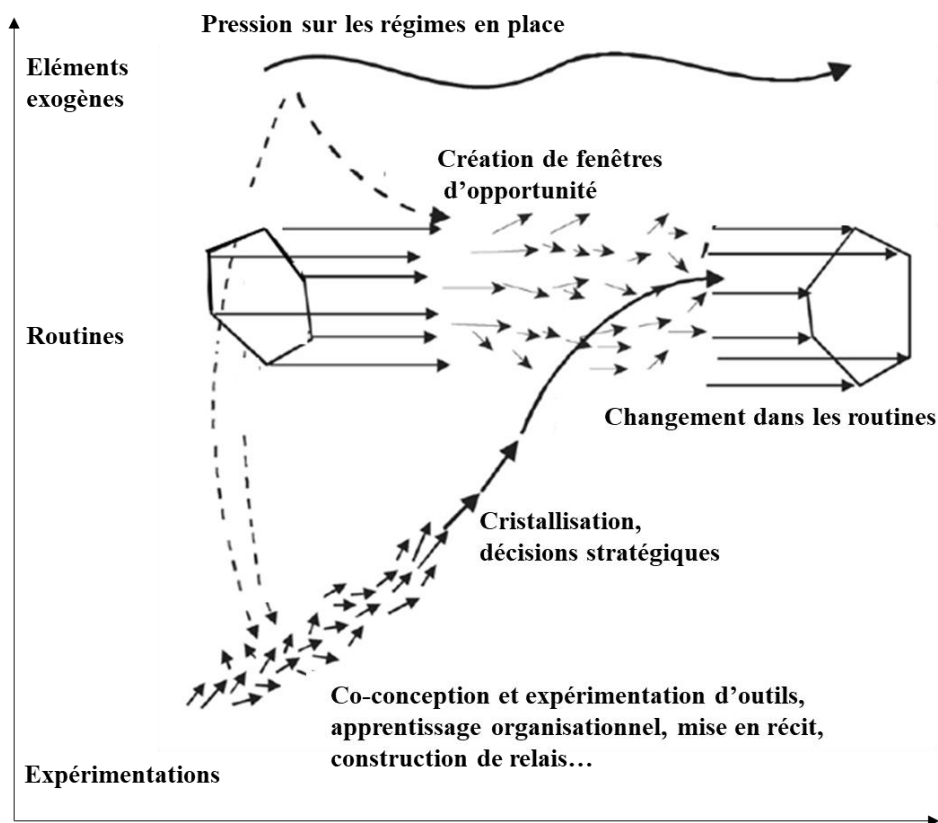 Pression sur les régimes en place
Eléments
exogènes
Création de fenêtres
d’opportunité
Routines
Changement dans les routines
Cristallisation,
décisions stratégiques
Co-conception et expérimentation d’outils,
apprentissage organisationnel, mise en récit,
construction de relais…
Expérimentations